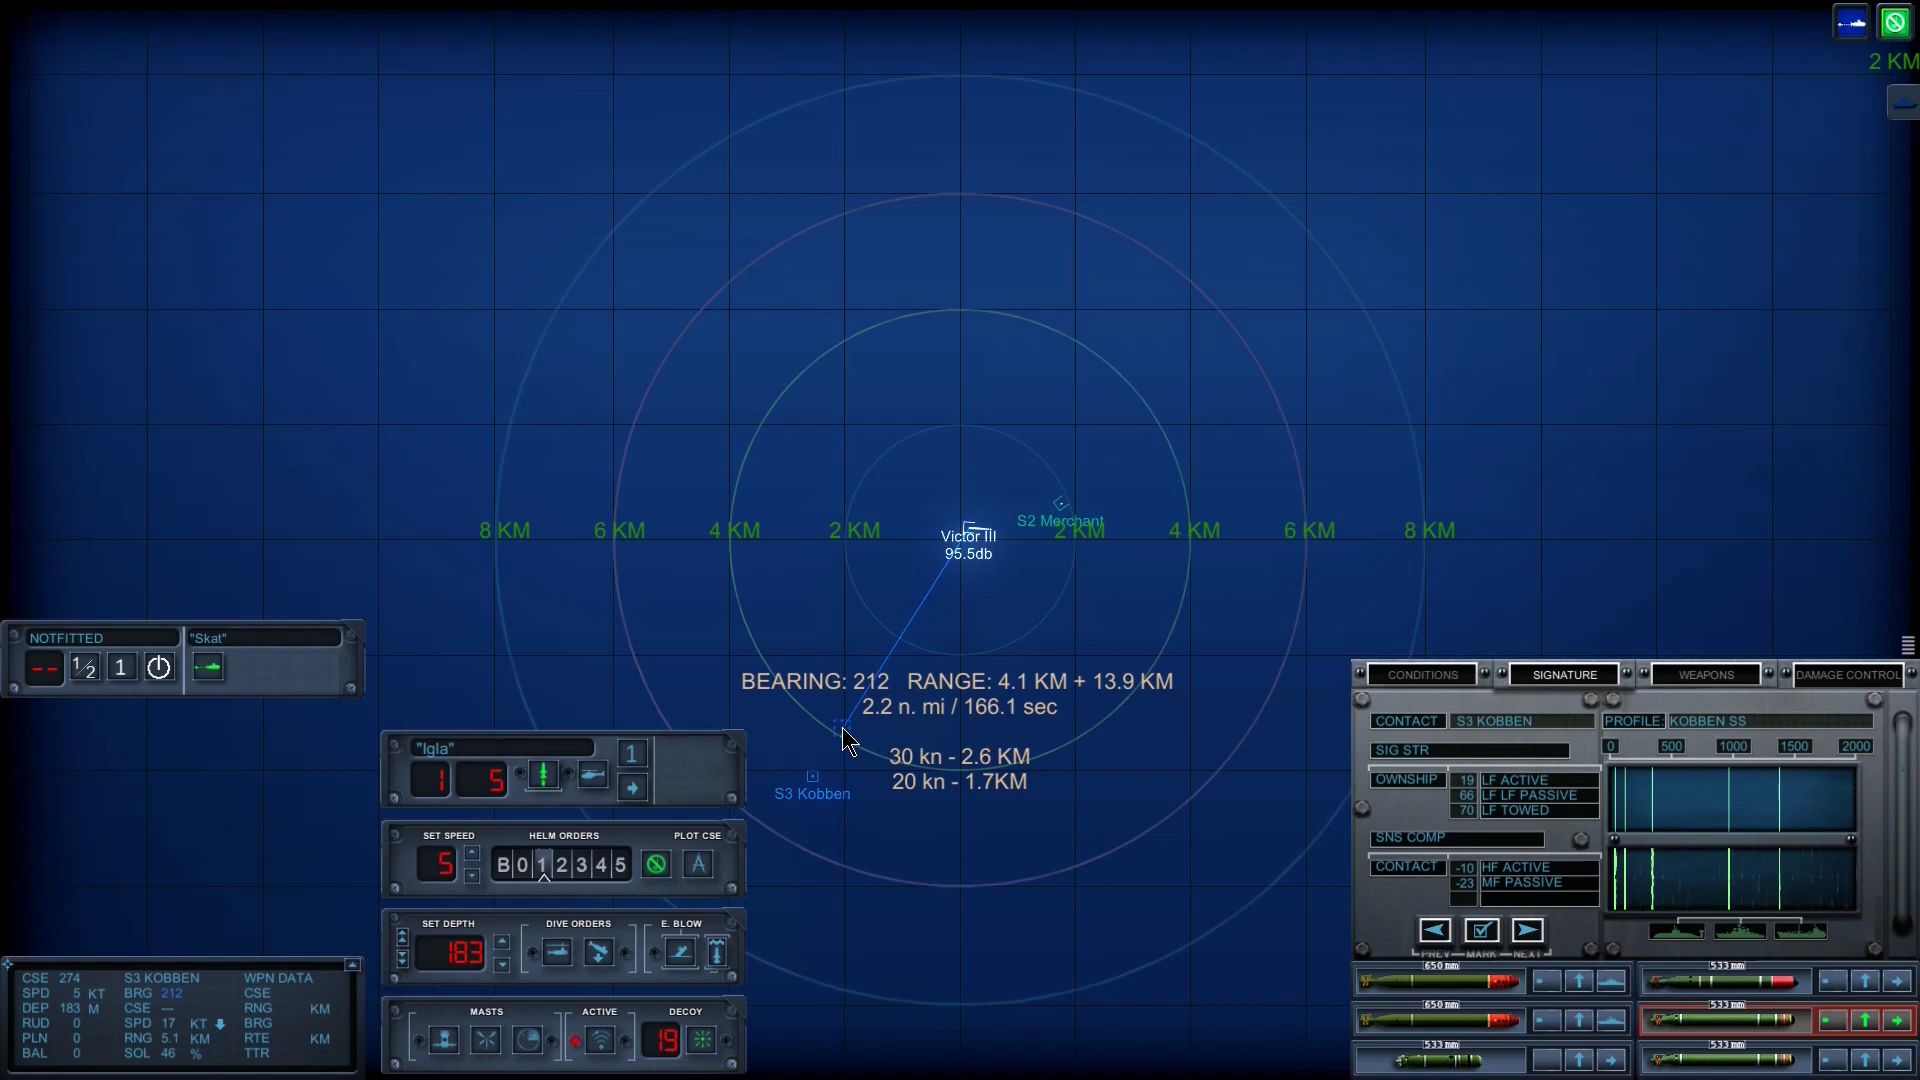 2 KM
S2 Merchant
8 KM 6 KM 4 KM 2 KM 2 KM 4 KM 6 KM 8 KM
Victor III
95.5db
NOTFITTED "Skat"
-- 1/2 1
BEARING: 212 RANGE: 4.1 KM + 13.9 KM
2.2 n. mi / 166.1 sec
30 kn - 2.6 KM
20 kn - 1.7KM
S3 Kobben
"Igla" 1
1 5
SET SPEED HELM ORDERS PLOT CSE
5 B 0 1 2 3 4 5
SET DEPTH DIVE ORDERS E. BLOW
183
MASTS ACTIVE DECOY
19
CSE 274 S3 KOBBEN WPN DATA
SPD 5 KT BRG 212 CSE
DEP 183 M CSE — RNG KM
RUD 0 SPD 17 KT BRG
PLN 0 RNG 5.1 KM RTE KM
BAL 0 SOL 46 % TTR
CONDITIONS SIGNATURE WEAPONS DAMAGE CONTROL
CONTACT S3 KOBBEN PROFILE: KOBBEN SS
SIG STR 0 500 1000 1500 2000
OWNSHIP 19 LF ACTIVE
66 LF LF PASSIVE
70 LF TOWED
SNS COMP
CONTACT -10 HF ACTIVE
-23 MF PASSIVE
PREV MARK NEXT
650 mm 533 mm
650 mm 533 mm
533 mm 533 mm